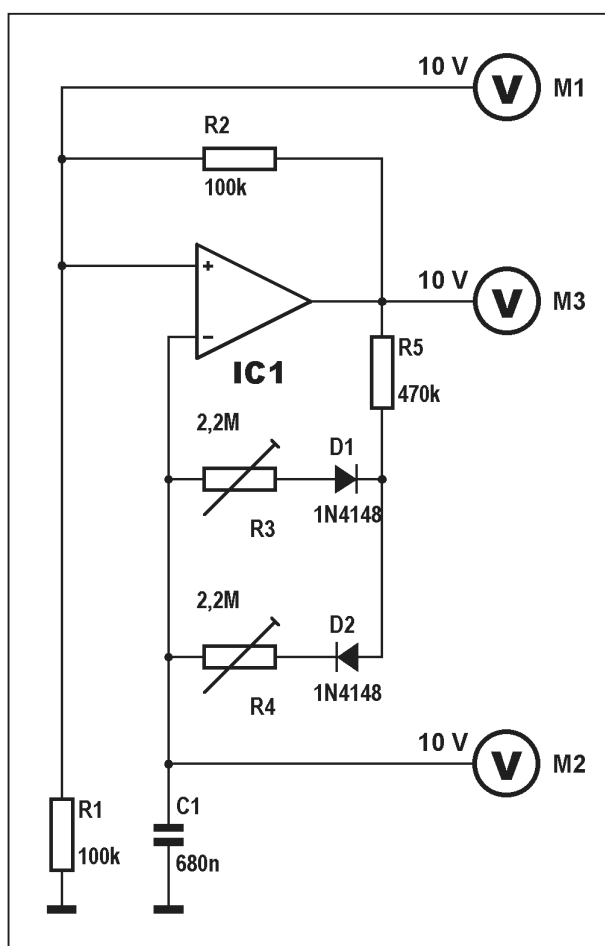 10 V
V
M1
R2
100k
+
10 V
V
M3
−
IC1
R5
470k
2,2M
D1
1N4148
R3
2,2M
D2
1N4148
R4
10 V
V
M2
R1
100k
C1
680n